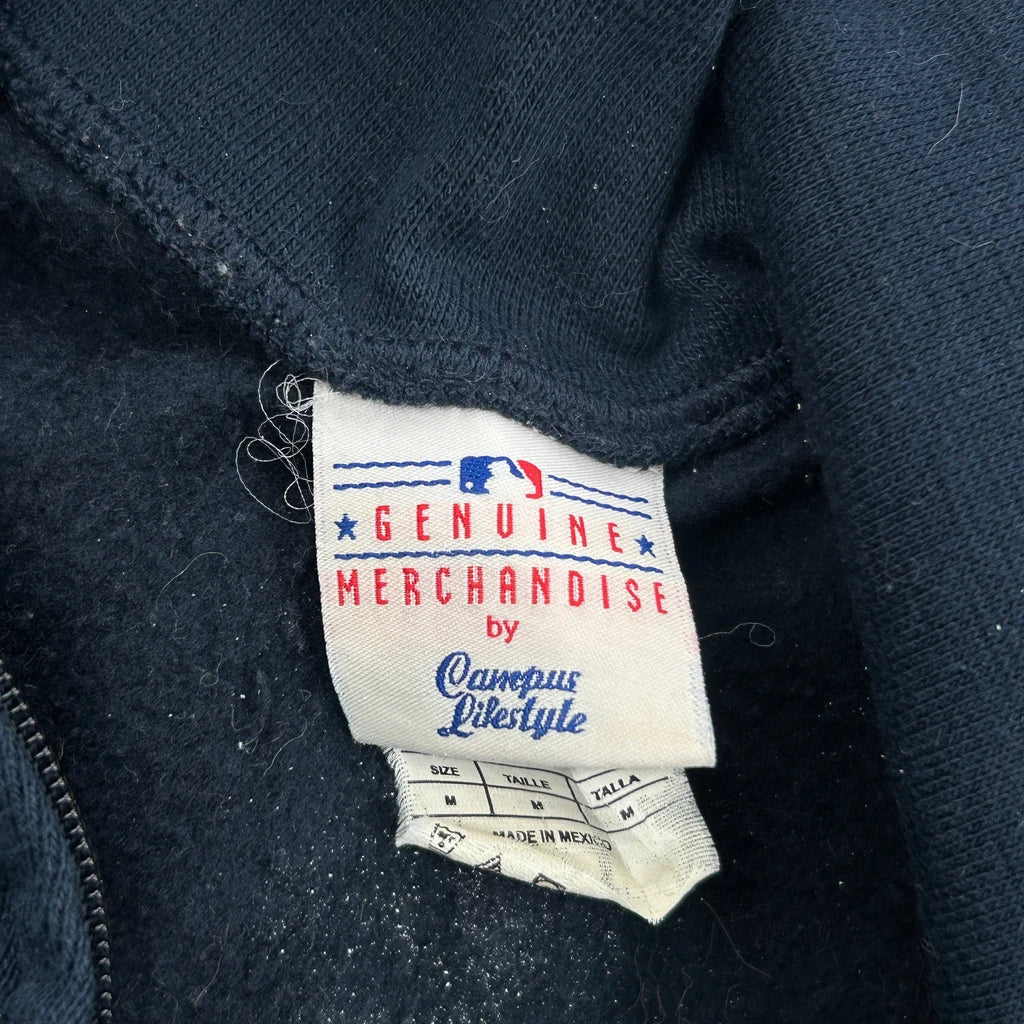 GENUINE
MERCHANDISE
by
Campus
Lifestyle
SIZE TAILLE TALLA
M M M
MADE IN MEXICO